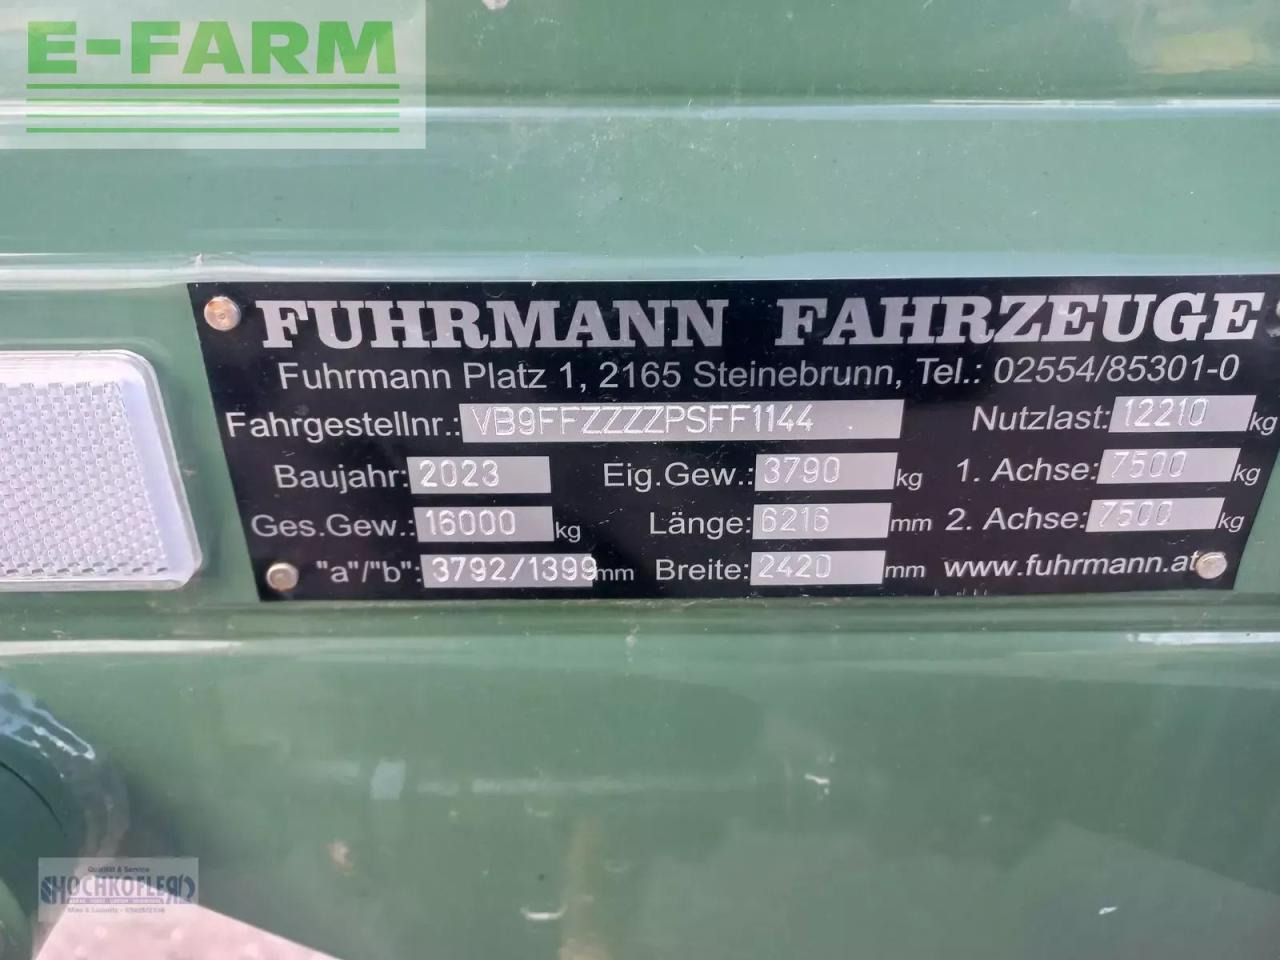 E-FARM
FUHRMANN FAHRZEUGE
Fuhrmann Platz 1, 2165 Steinebrunn, Tel.: 02554/85301-0
Fahrgestellnr.: VB9FFZZZZPSFF1144 Nutzlast: 12210 kg
Baujahr: 2023 Eig.Gew.: 3790 kg 1. Achse: 7500 kg
Ges.Gew.: 16000 kg Länge: 6216 mm 2. Achse: 7500 kg
"a"/"b": 3792/1399 mm Breite: 2420 mm www.fuhrmann.at
Qualität & Service
HOCHKOFLER